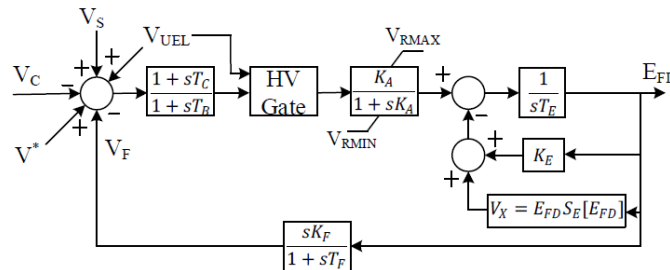 V_S
V_UEL
V_RMAX
V_C
1 + sT_C
1 + sT_B
HV
Gate
K_A
1 + sK_A
1
sT_E
E_FD
V*
V_F
V_RMIN
K_E
V_X = E_FD S_E[E_FD]
sK_F
1 + sT_F